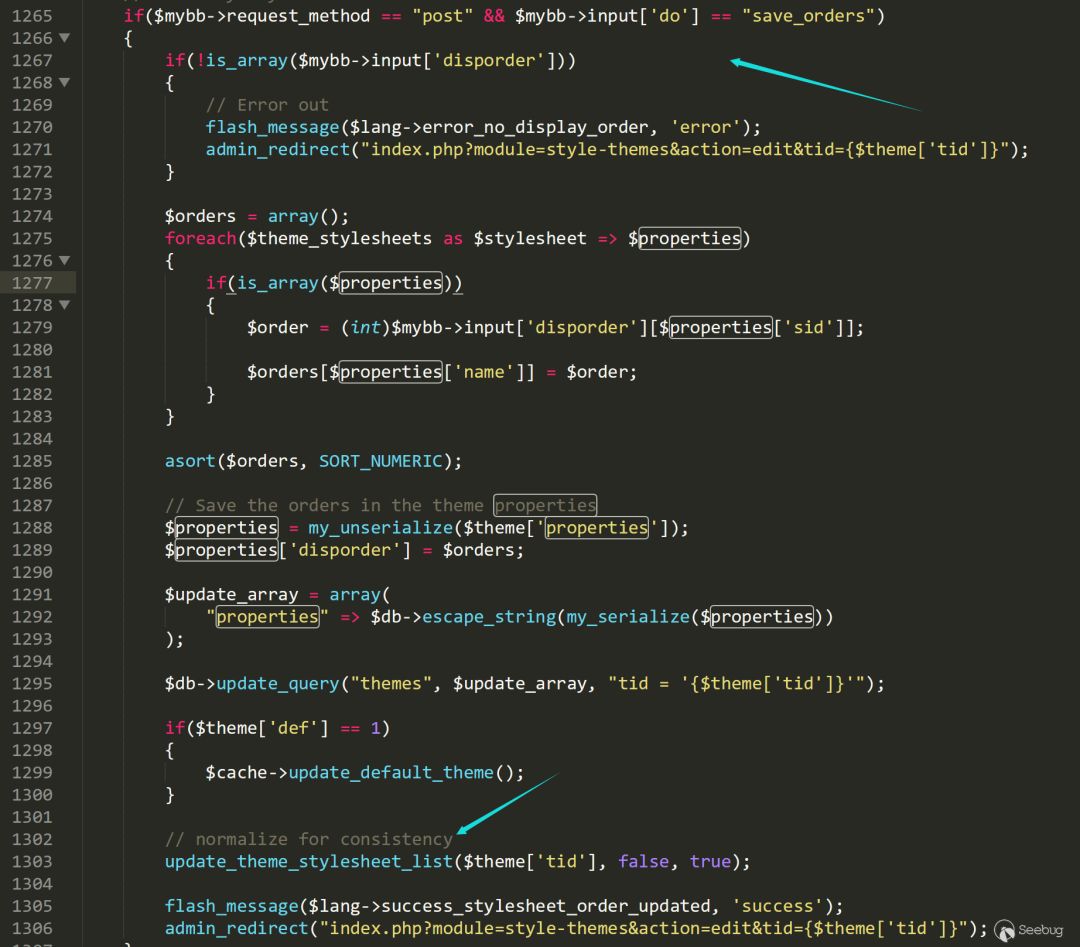 1265 if($mybb->request_method == "post" && $mybb->input['do'] == "save_orders")
1266 {
1267 if(!is_array($mybb->input['disporder']))
1268 {
1269 // Error out
1270 flash_message($lang->error_no_display_order, 'error');
1271 admin_redirect("index.php?module=style-themes&action=edit&tid={$theme['tid']}");
1272 }
1273
1274 $orders = array();
1275 foreach($theme_stylesheets as $stylesheet => $properties)
1276 {
1277 if(is_array($properties))
1278 {
1279 $order = (int)$mybb->input['disporder'][$properties['sid']];
1280
1281 $orders[$properties['name']] = $order;
1282 }
1283 }
1284
1285 asort($orders, SORT_NUMERIC);
1286
1287 // Save the orders in the theme properties
1288 $properties = my_unserialize($theme['properties']);
1289 $properties['disporder'] = $orders;
1290
1291 $update_array = array(
1292 "properties" => $db->escape_string(my_serialize($properties))
1293 );
1294
1295 $db->update_query("themes", $update_array, "tid = '{$theme['tid']}'");
1296
1297 if($theme['def'] == 1)
1298 {
1299 $cache->update_default_theme();
1300 }
1301
1302 // normalize for consistency
1303 update_theme_stylesheet_list($theme['tid'], false, true);
1304
1305 flash_message($lang->success_stylesheet_order_updated, 'success');
1306 admin_redirect("index.php?module=style-themes&action=edit&tid={$theme['tid']}");
Seebug